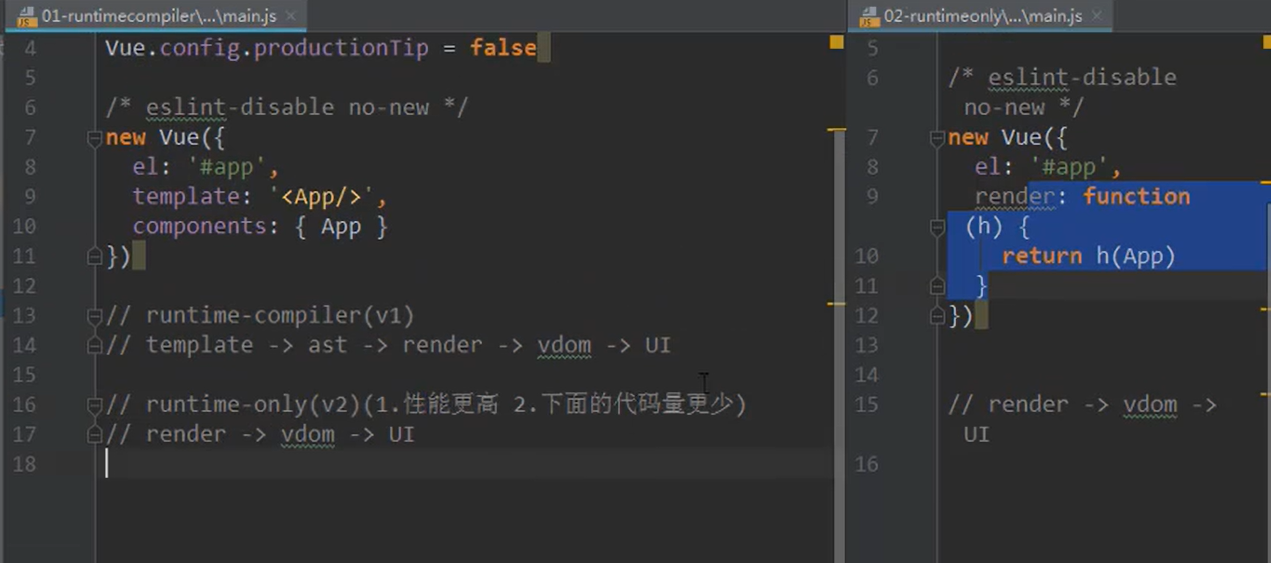 01-runtimecompiler\...\main.js
4 Vue.config.productionTip = false
5
6 /* eslint-disable no-new */
7 new Vue({
8 el: '#app',
9 template: '<App/>',
10 components: { App }
11 })
12
13 // runtime-compiler(v1)
14 // template -> ast -> render -> vdom -> UI
15
16 // runtime-only(v2)(1.性能更高 2.下面的代码量更少)
17 // render -> vdom -> UI
18
02-runtimeonly\...\main.js
5
6 /* eslint-disable
no-new */
7 new Vue({
8 el: '#app',
9 render: function
(h) {
10 return h(App)
11 }
12 })
13
14
15 // render -> vdom ->
UI
16